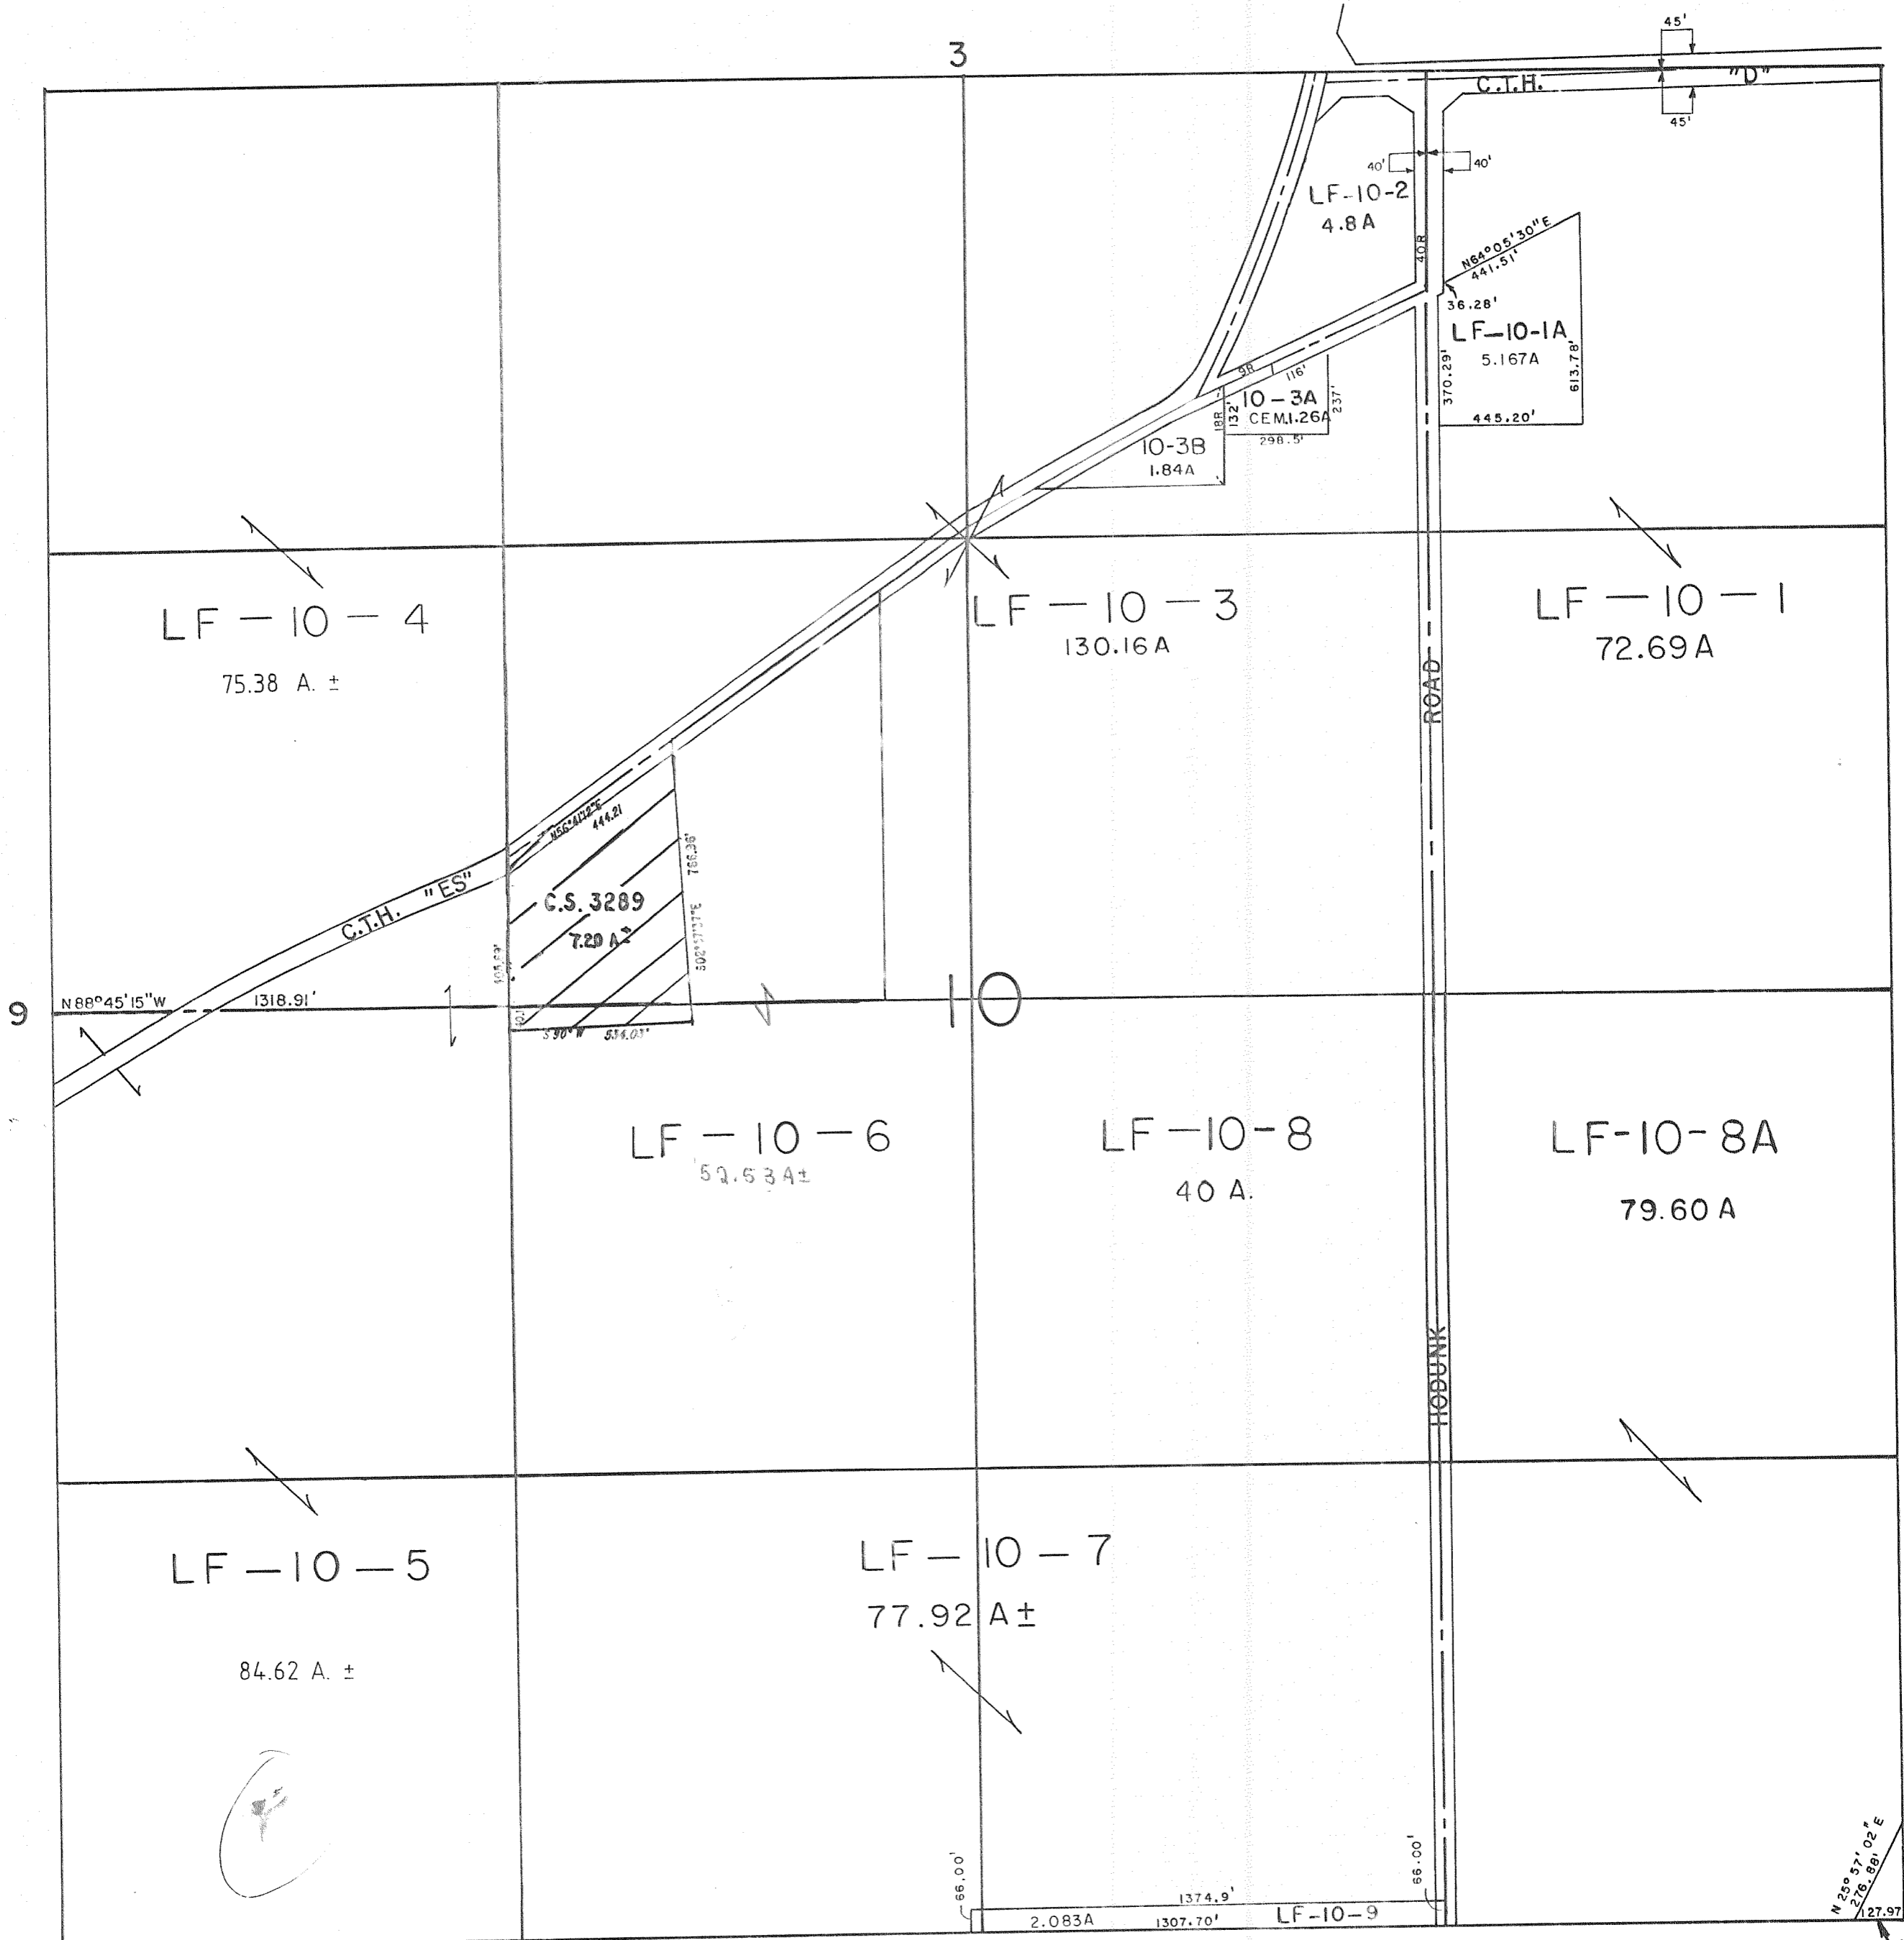 3
45'
C.T.H. "D"
45'
40' 40'
LF-10-2
4.8A
40R
N64°05'30"E
441.51'
36.28'
LF-10-1A
5.167A
370.29'
613.78'
445.20'
9R 116'
10-3A
CEM.1.26A
18R
132'
237'
298.5'
10-3B
1.84A
LF-10-4
75.38 A. ±
LF-10-3
130.16A
LF-10-1
72.69A
ROAD
444.21
C.S. 3289
7.20 A±
C.T.H. "ES"
9
N88°45'15"W 1318.91'
10
S 90° W
LF-10-6
52.53A±
LF-10-8
40 A.
LF-10-8A
79.60 A
HODUNK
LF-10-5
84.62 A. ±
LF-10-7
77.92 A±
66.00'
66.00'
1374.9'
2.083A 1307.70' LF-10-9
N 25° 57' 02" E
276.88'
127.97